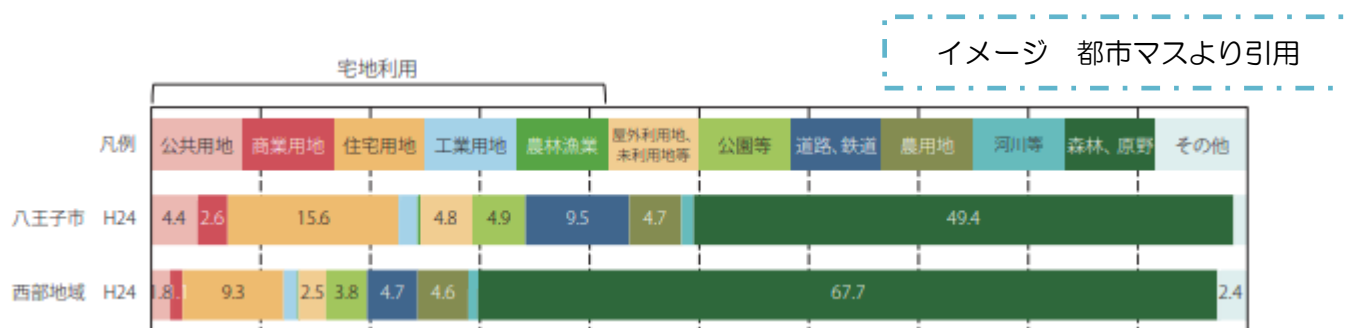 イメージ　都市マスより引用
宅地利用
凡例 公共用地 商業用地 住宅用地 工業用地 農林漁業 屋外利用地、 公園等 道路、鉄道 農用地 河川等 森林、原野 その他
未利用地等
八王子市 H24 4.4 2.6 15.6 4.8 4.9 9.5 4.7 49.4
西部地域 H24 1.8 9.3 2.5 3.8 4.7 4.6 67.7 2.4